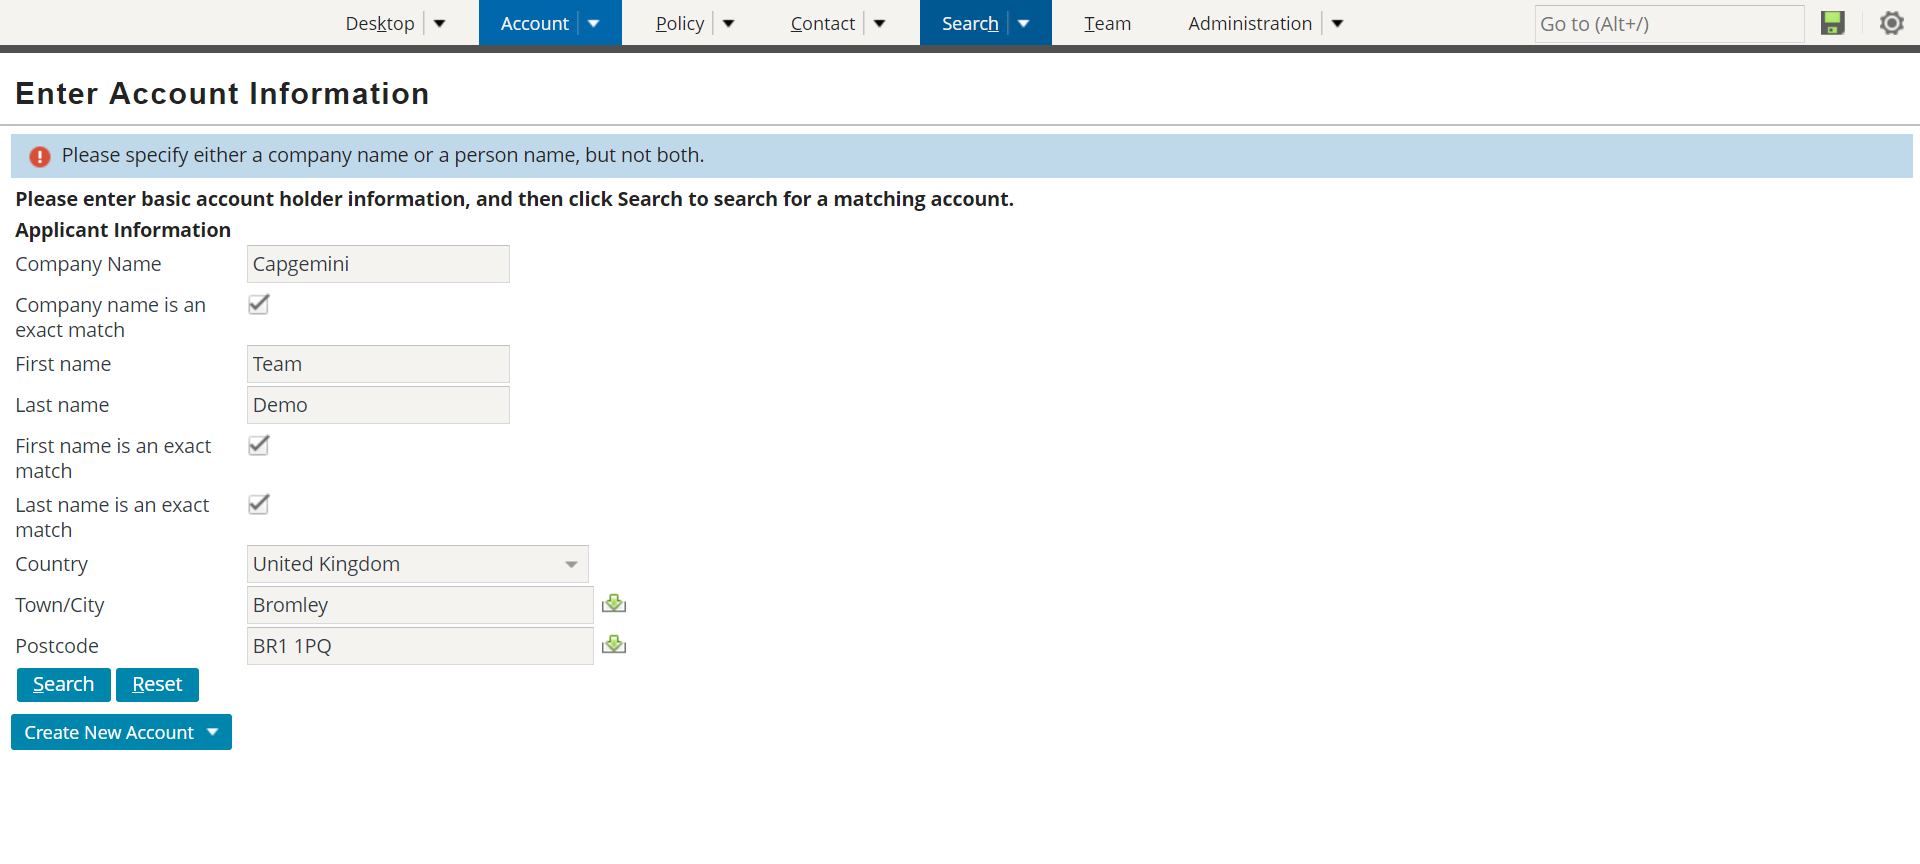 Desktop Account Policy Contact Search Team Administration Go to (Alt+/)
Enter Account Information
Please specify either a company name or a person name, but not both.
Please enter basic account holder information, and then click Search to search for a matching account.
Applicant Information
Company Name Capgemini
Company name is an
exact match
First name Team
Last name Demo
First name is an exact
match
Last name is an exact
match
Country United Kingdom
Town/City Bromley
Postcode BR1 1PQ
Search Reset
Create New Account